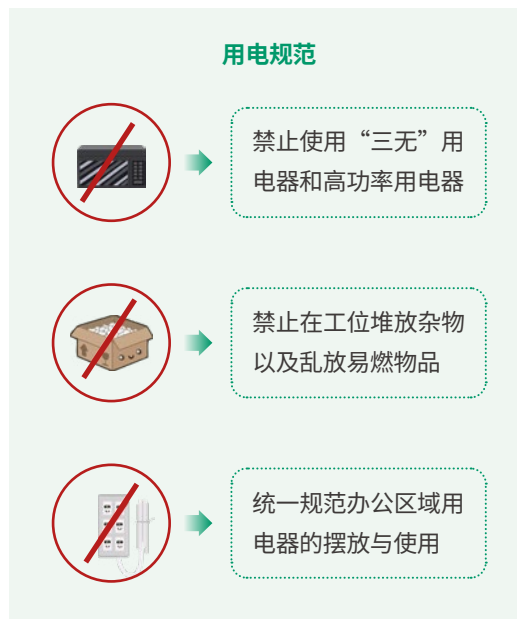 用电规范
禁止使用“三无”用
电器和高功率用电器
禁止在工位堆放杂物
以及乱放易燃物品
统一规范办公区域用
电器的摆放与使用